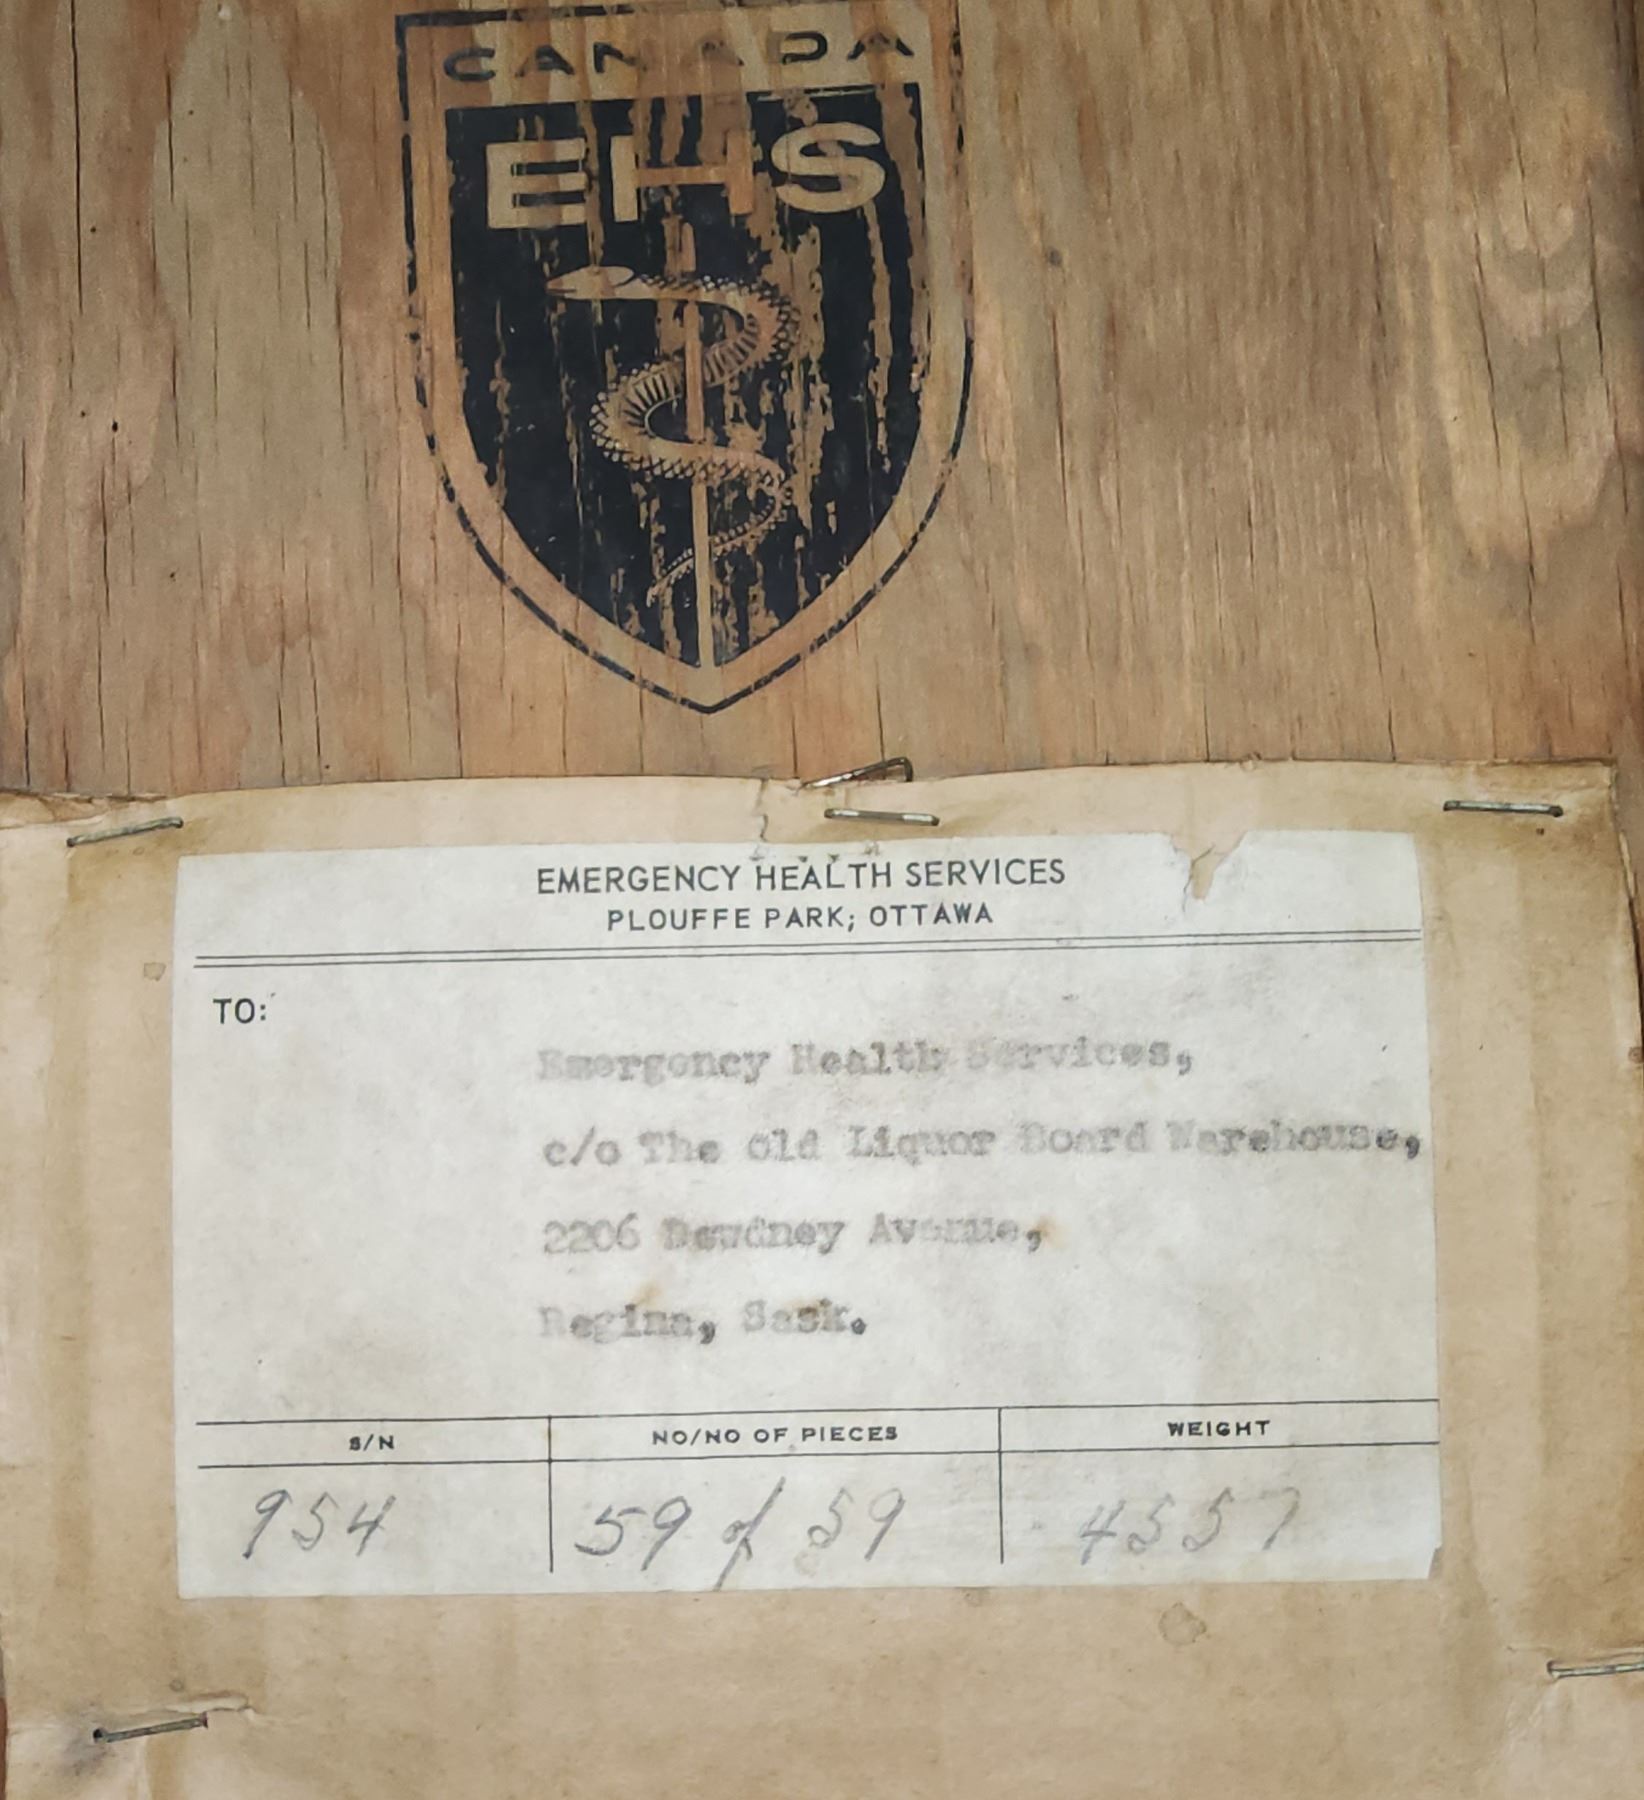 CANADA
EHS
EMERGENCY HEALTH SERVICES
PLOUFFE PARK; OTTAWA
TO:
Emergency Health Services,
c/o The Old Liquor Board Warehouse,
2206 Dewdney Avenue,
Regina, Sask.
S/N NO/NO OF PIECES WEIGHT
954 59 of 59 4557